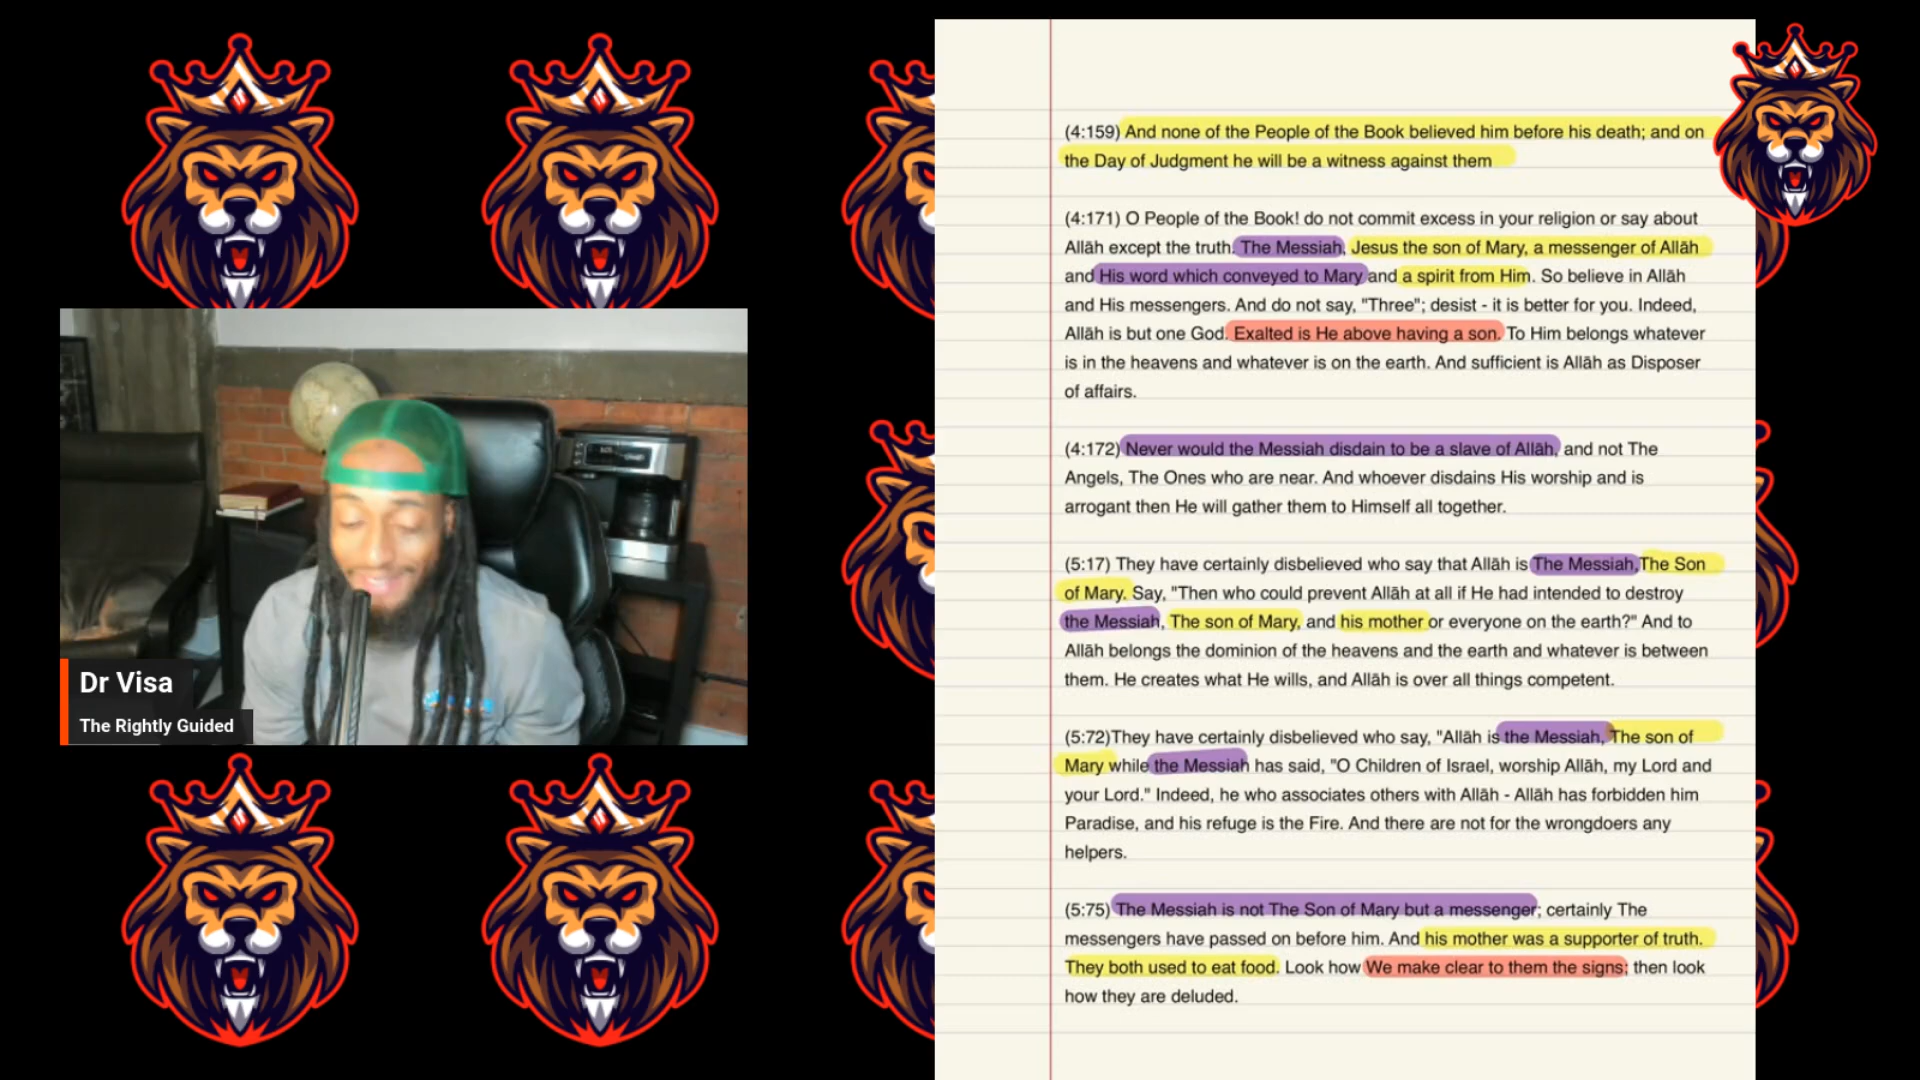 (4:159) And none of the People of the Book believed him before his death; and on
the Day of Judgment he will be a witness against them
(4:171) O People of the Book! do not commit excess in your religion or say about
Allāh except the truth. The Messiah, Jesus the son of Mary, a messenger of Allāh
and His word which conveyed to Mary and a spirit from Him. So believe in Allāh
and His messengers. And do not say, "Three"; desist - it is better for you. Indeed,
Allāh is but one God. Exalted is He above having a son. To Him belongs whatever
is in the heavens and whatever is on the earth. And sufficient is Allāh as Disposer
of affairs.
(4:172) Never would the Messiah disdain to be a slave of Allāh, and not The
Angels, The Ones who are near. And whoever disdains His worship and is
arrogant then He will gather them to Himself all together.
(5:17) They have certainly disbelieved who say that Allāh is The Messiah, The Son
of Mary. Say, "Then who could prevent Allāh at all if He had intended to destroy
the Messiah, The son of Mary, and his mother or everyone on the earth?" And to
Allāh belongs the dominion of the heavens and the earth and whatever is between
them. He creates what He wills, and Allāh is over all things competent.
(5:72)They have certainly disbelieved who say, "Allāh is the Messiah, The son of
Mary while the Messiah has said, "O Children of Israel, worship Allāh, my Lord and
your Lord." Indeed, he who associates others with Allāh - Allāh has forbidden him
Paradise, and his refuge is the Fire. And there are not for the wrongdoers any
helpers.
(5:75) The Messiah is not The Son of Mary but a messenger; certainly The
messengers have passed on before him. And his mother was a supporter of truth.
They both used to eat food. Look how We make clear to them the signs; then look
how they are deluded.
Dr Visa
The Rightly Guided